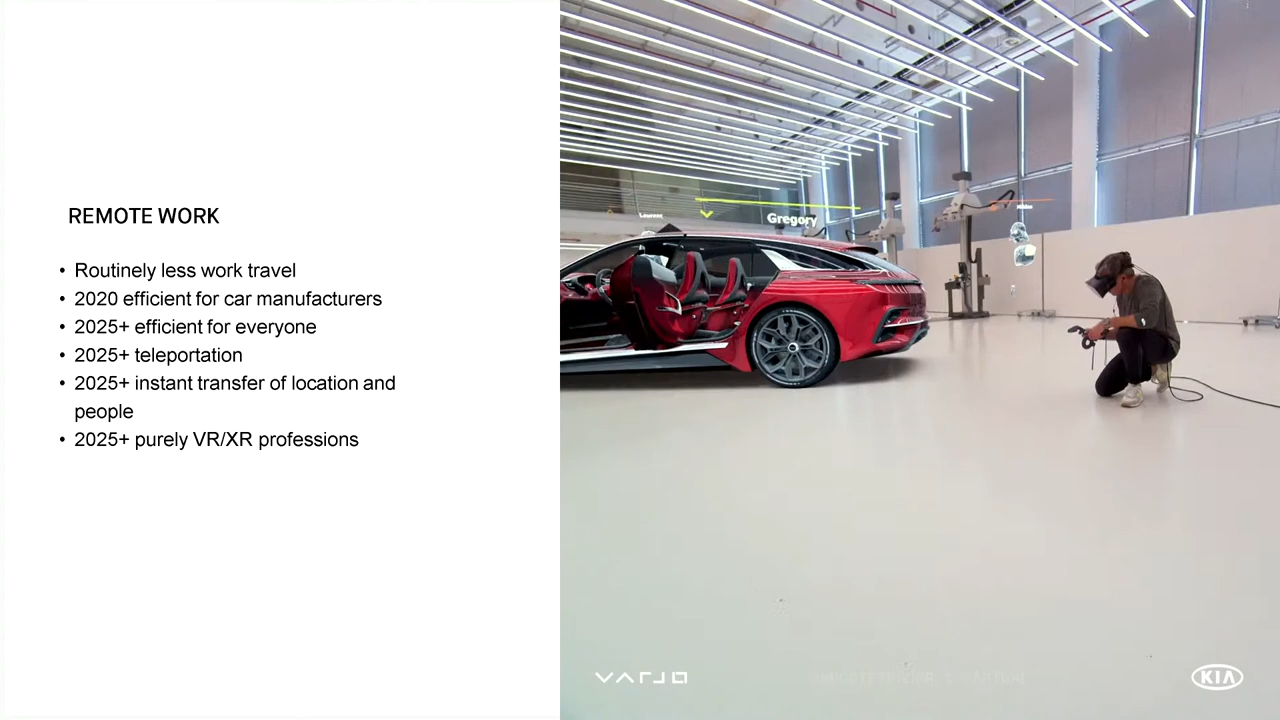 REMOTE WORK
• Routinely less work travel
• 2020 efficient for car manufacturers
• 2025+ efficient for everyone
• 2025+ teleportation
• 2025+ instant transfer of location and
people
• 2025+ purely VR/XR professions
Laurent
Gregory
VARJO
KIA